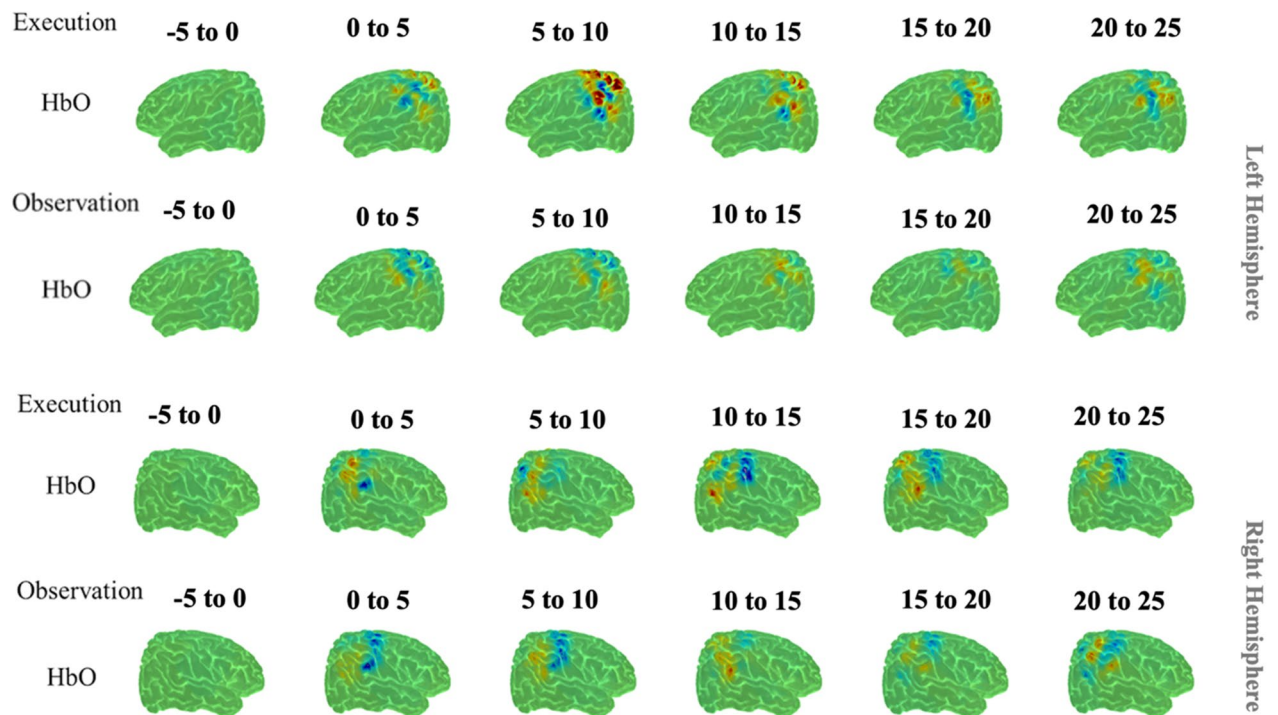 Execution
-5 to 0
0 to 5
5 to 10
10 to 15
15 to 20
20 to 25
HbO
Observation
-5 to 0
0 to 5
5 to 10
10 to 15
15 to 20
20 to 25
HbO
Left Hemisphere
Execution
-5 to 0
0 to 5
5 to 10
10 to 15
15 to 20
20 to 25
HbO
Observation
-5 to 0
0 to 5
5 to 10
10 to 15
15 to 20
20 to 25
HbO
Right Hemisphere